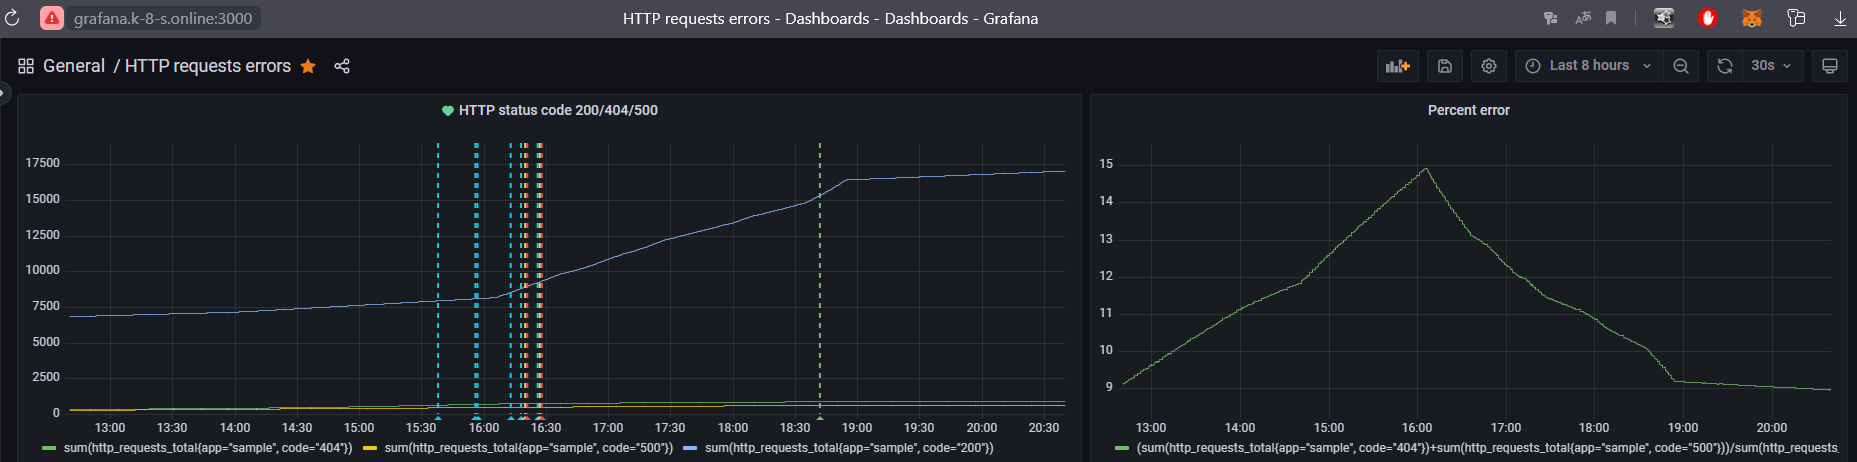 grafana.k-8-s.online:3000
HTTP requests errors - Dashboards - Dashboards - Grafana
General / HTTP requests errors
Last 8 hours
30s
HTTP status code 200/404/500
17500
15000
12500
10000
7500
5000
2500
0
13:00 13:30 14:00 14:30 15:00 15:30 16:00 16:30 17:00 17:30 18:00 18:30 19:00 19:30 20:00 20:30
sum(http_requests_total{app="sample", code="404"}) sum(http_requests_total{app="sample", code="500"}) sum(http_requests_total{app="sample", code="200"})
Percent error
15
14
13
12
11
10
9
13:00 14:00 15:00 16:00 17:00 18:00 19:00 20:00
(sum(http_requests_total{app="sample", code="404"})+sum(http_requests_total{app="sample", code="500"}))/sum(http_requests_